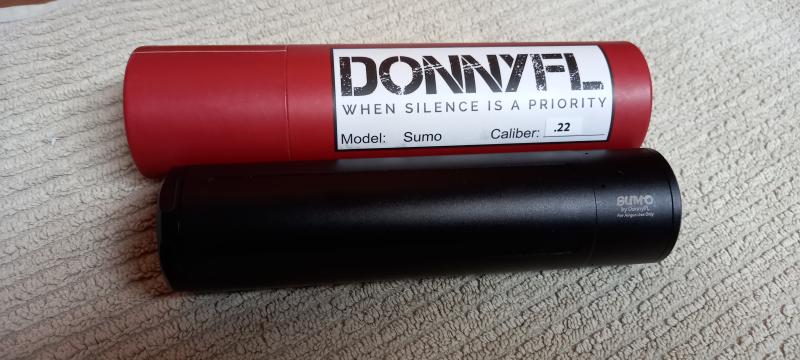 DONNYFL
WHEN SILENCE IS A PRIORITY
Model: Sumo Caliber: .22
SUMO
by DonnyFL
For Airgun Use Only